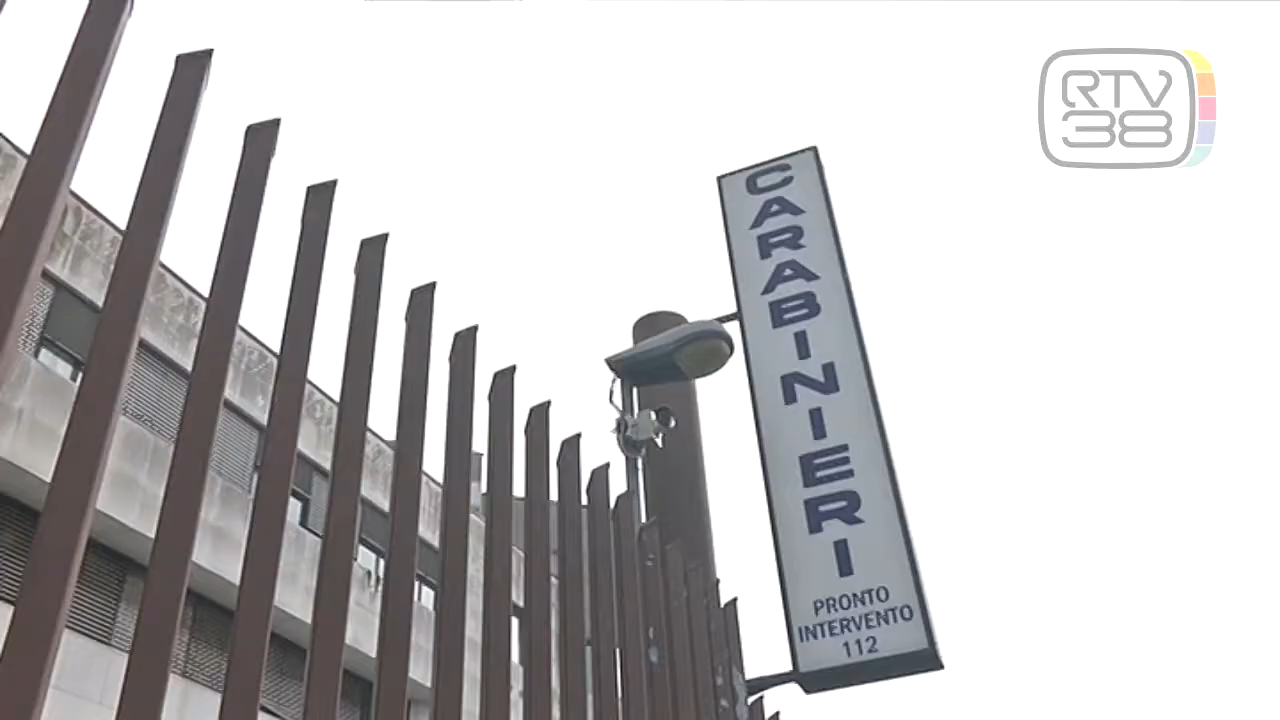 RTV
38
CARABINIERI
PRONTO
INTERVENTO
112